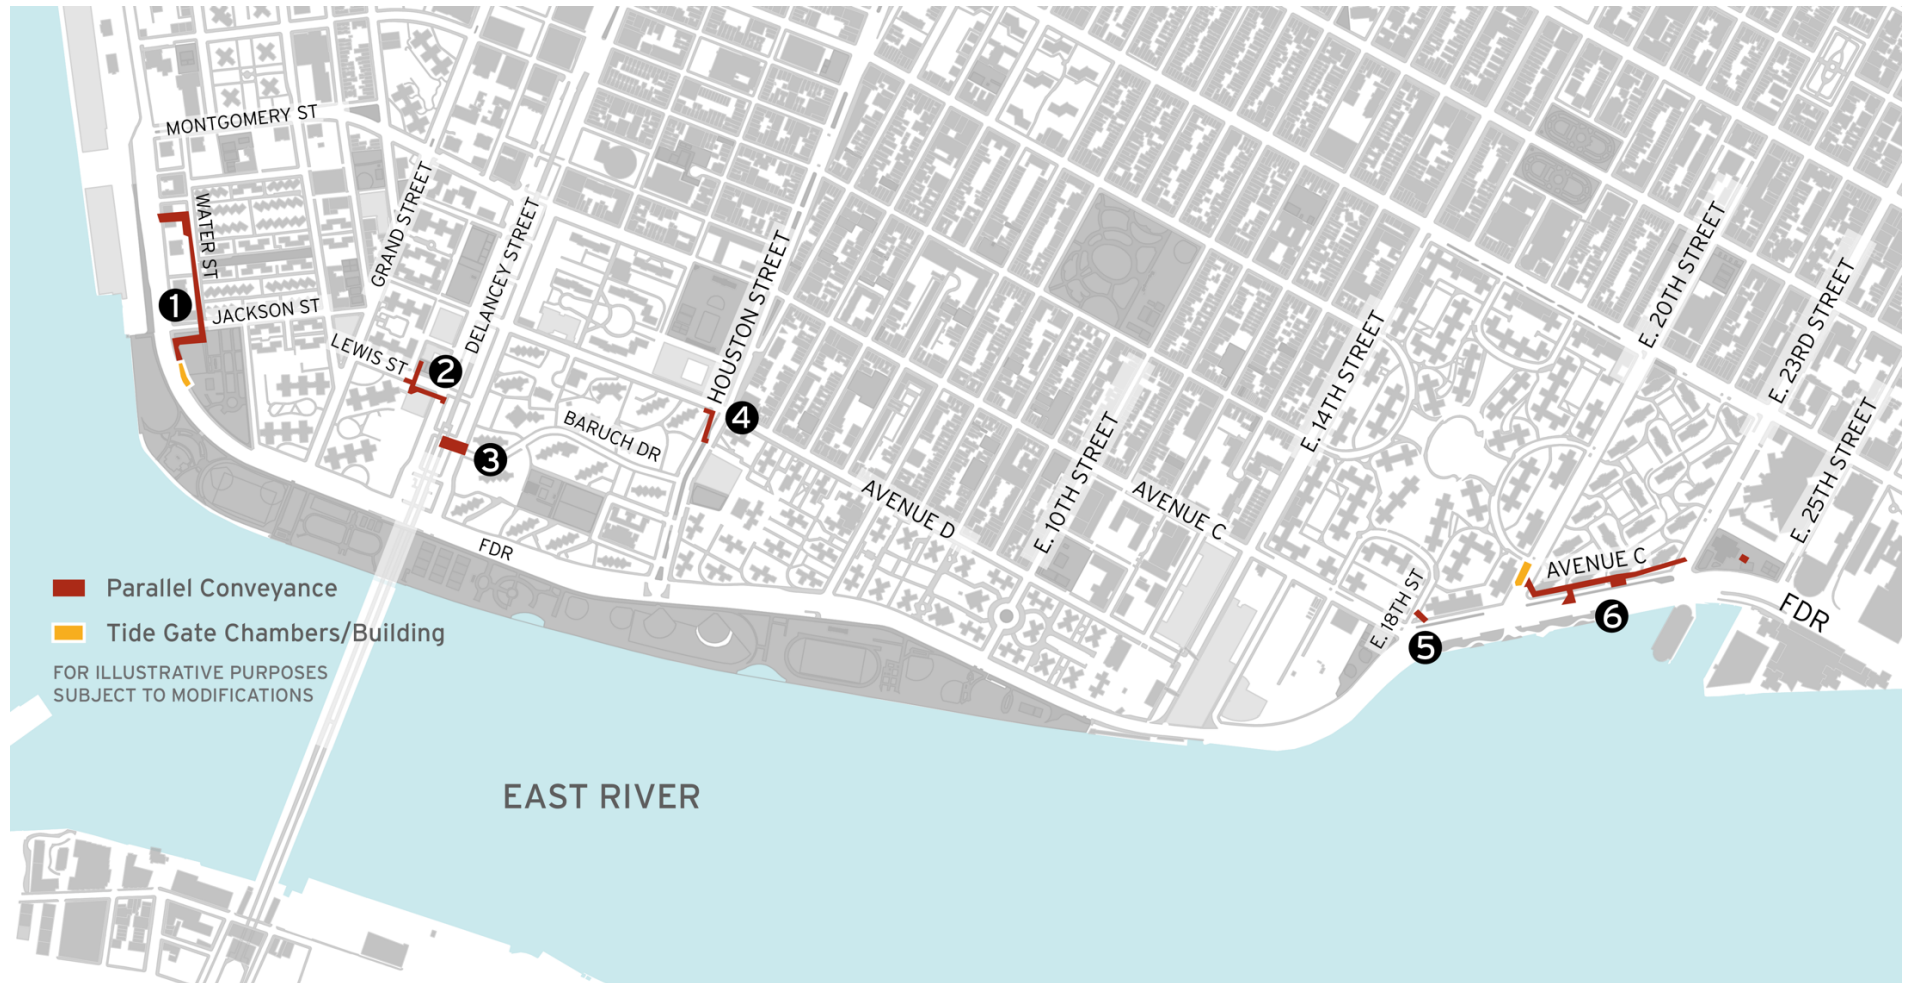 MONTGOMERY ST
WATER ST
GRAND STREET
DELANCEY STREET
HOUSTON STREET
E. 20TH STREET
E. 23RD STREET
1
JACKSON ST
LEWIS ST
2
E. 14TH STREET
BARUCH DR
4
3
E. 10TH STREET
AVENUE D
AVENUE C
E. 25TH STREET
FDR
AVENUE C
E. 18TH ST
5
6
FDR
Parallel Conveyance
Tide Gate Chambers/Building
FOR ILLUSTRATIVE PURPOSES
SUBJECT TO MODIFICATIONS
EAST RIVER